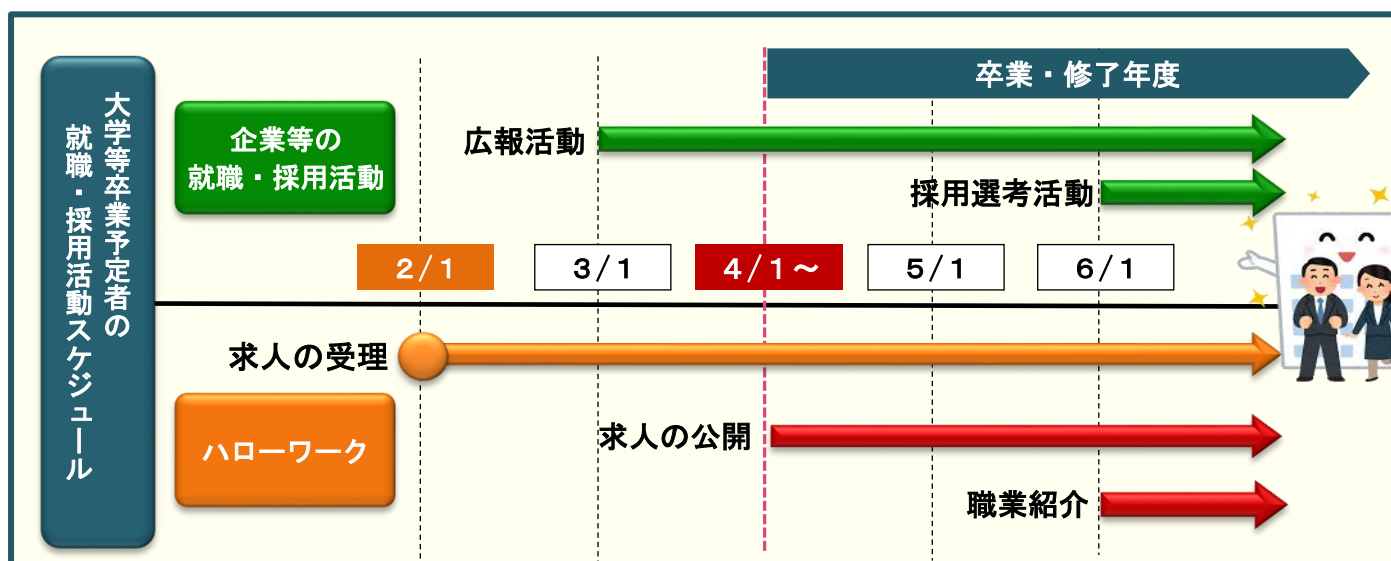 大学等卒業予定者の
就職・採用活動スケジュール
卒業・修了年度
企業等の
就職・採用活動
広報活動
採用選考活動
2/1
3/1
4/1～
5/1
6/1
求人の受理
ハローワーク
求人の公開
職業紹介